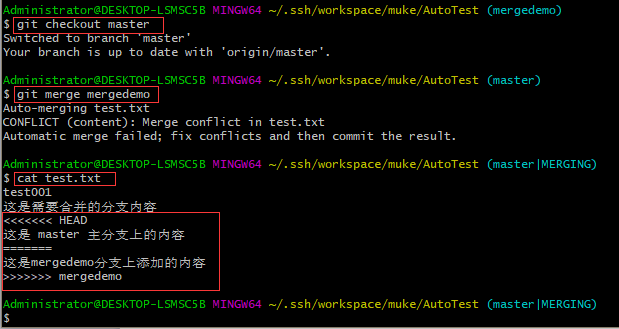 Administrator@DESKTOP-LSMSC5B MINGW64 ~/.ssh/workspace/muke/AutoTest (mergedemo)
$ git checkout master
Switched to branch 'master'
Your branch is up to date with 'origin/master'.
Administrator@DESKTOP-LSMSC5B MINGW64 ~/.ssh/workspace/muke/AutoTest (master)
$ git merge mergedemo
Auto-merging test.txt
CONFLICT (content): Merge conflict in test.txt
Automatic merge failed; fix conflicts and then commit the result.
Administrator@DESKTOP-LSMSC5B MINGW64 ~/.ssh/workspace/muke/AutoTest (master|MERGING)
$ cat test.txt
test001
这是需要合并的分支内容
<<<<<<< HEAD
这是 master 主分支上的内容
=======
这是mergedemo分支上添加的内容
>>>>>>> mergedemo
Administrator@DESKTOP-LSMSC5B MINGW64 ~/.ssh/workspace/muke/AutoTest (master|MERGING)
$